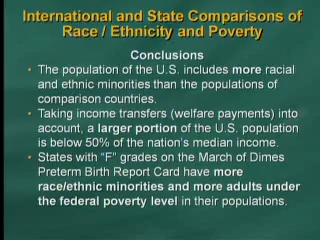 International and State Comparisons of
Race / Ethnicity and Poverty
Conclusions
• The population of the U.S. includes more racial
and ethnic minorities than the populations of
comparison countries.
• Taking income transfers (welfare payments) into
account, a larger portion of the U.S. population
is below 50% of the nation's median income.
• States with "F" grades on the March of Dimes
Preterm Birth Report Card have more
race/ethnic minorities and more adults under
the federal poverty level in their populations.